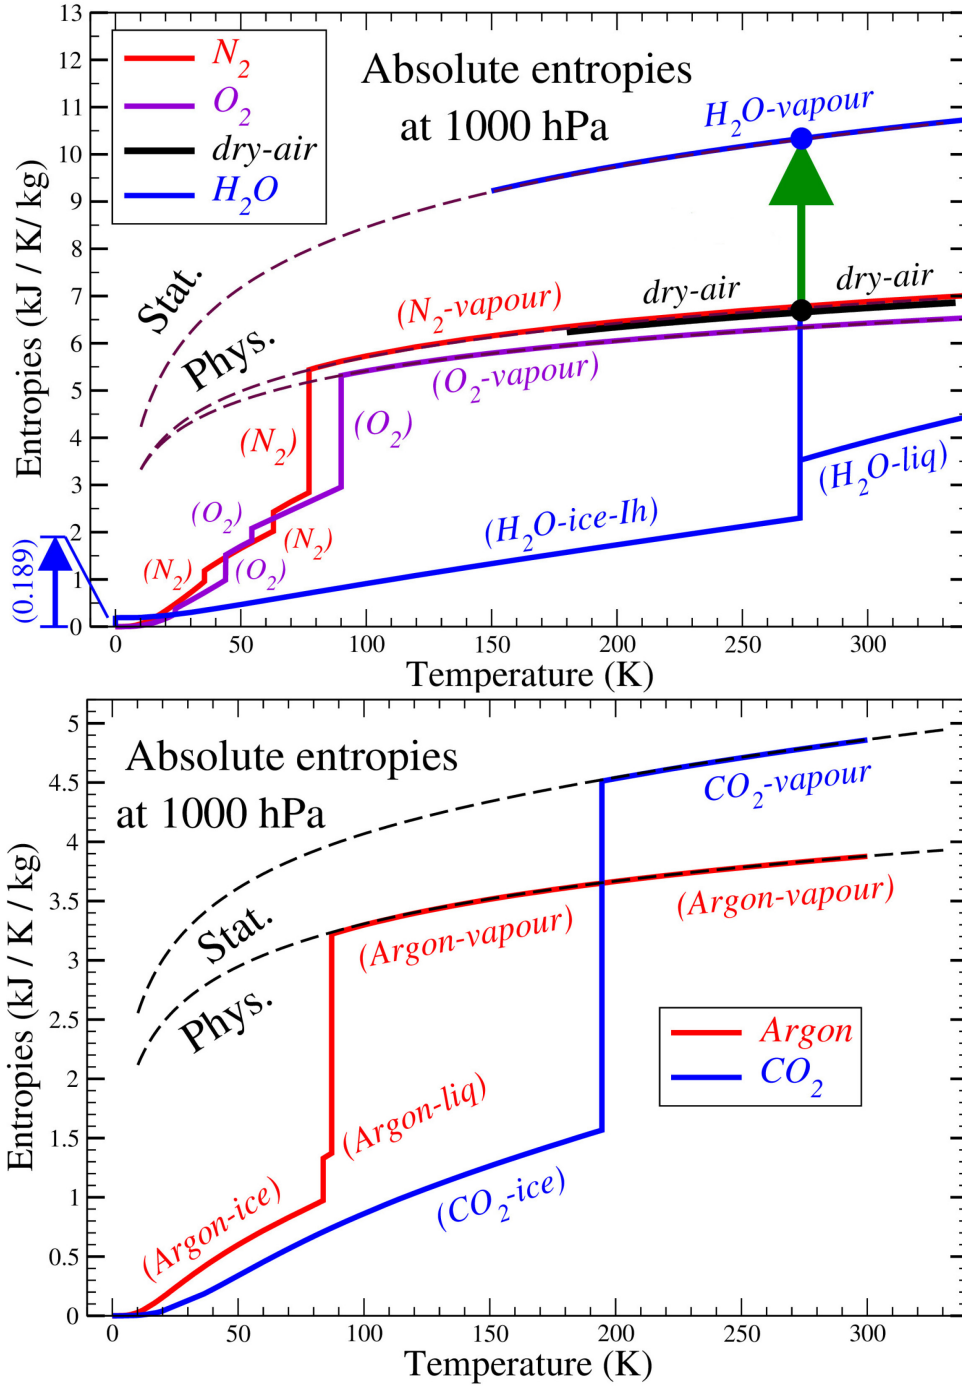 13
12
11
10
9
8
7
6
5
4
3
2
1
0
Entropies (kJ / K/ kg)
N2
O2
dry-air
H2O
Absolute entropies
at 1000 hPa
H2O-vapour
Stat.
Phys.
(N2-vapour)
dry-air
dry-air
(O2-vapour)
(N2)
(O2)
(H2O-liq)
(O2)
(H2O-ice-Ih)
(N2)
(N2)
(O2)
(0.189)
0
50
100
150
200
250
300
Temperature (K)
5
4.5
4
3.5
3
2.5
2
1.5
1
0.5
0
Entropies (kJ / K / kg)
Absolute entropies
at 1000 hPa
CO2-vapour
Stat.
(Argon-vapour)
(Argon-vapour)
Phys.
Argon
CO2
(Argon-liq)
(Argon-ice)
(CO2-ice)
0
50
100
150
200
250
300
Temperature (K)